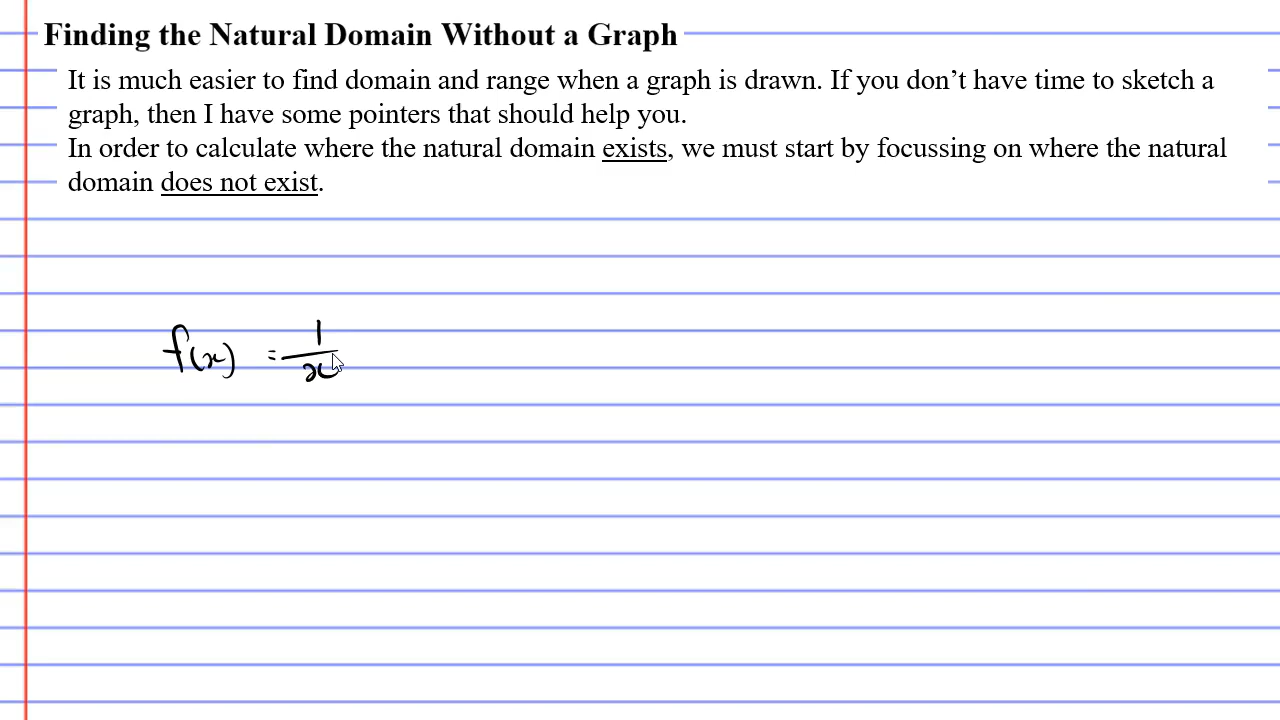 Finding the Natural Domain Without a Graph
It is much easier to find domain and range when a graph is drawn. If you don’t have time to sketch a
graph, then I have some pointers that should help you.
In order to calculate where the natural domain exists, we must start by focussing on where the natural
domain does not exist.
f(x) = 1/x